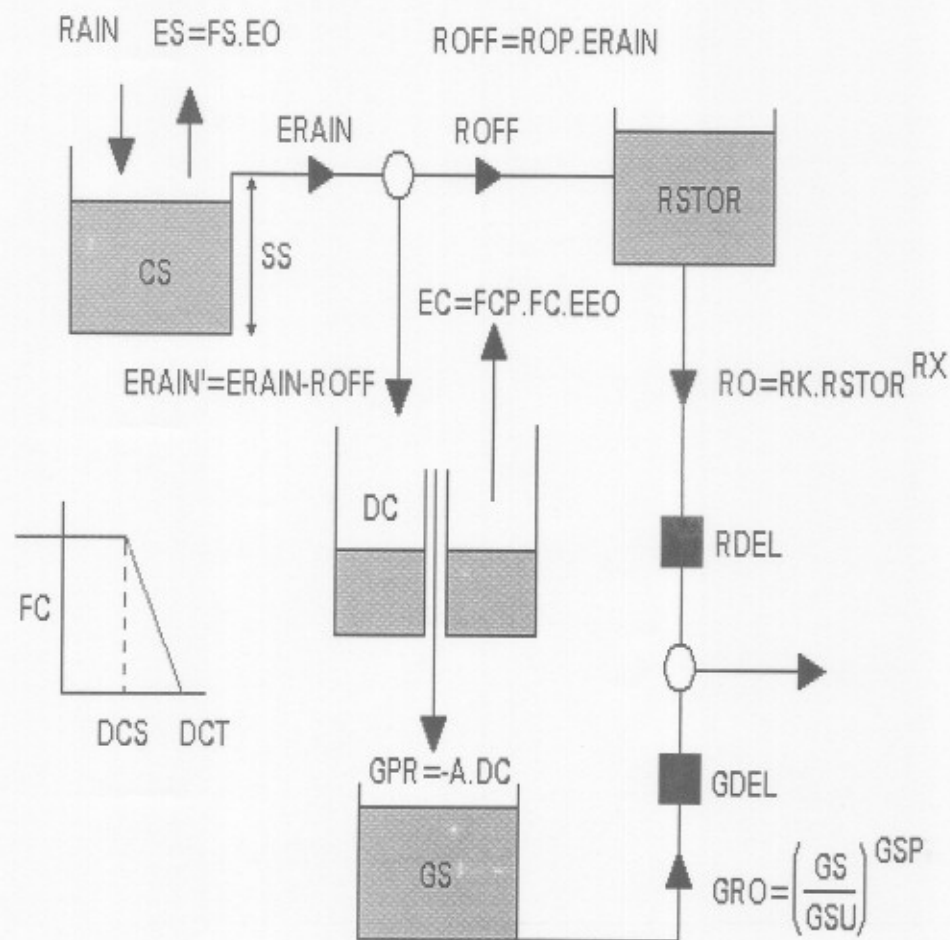 RAIN ES=FS.EO ROFF=ROP.ERAIN
ERAIN ROFF
RSTOR
CS
SS
EC=FCP.FC.EEO
ERAIN'=ERAIN-ROFF
RO=RK.RSTOR^RX
DC
RDEL
FC
DCS DCT
GPR=-A.DC
GDEL
GS
GRO=(GS/GSU)^GSP